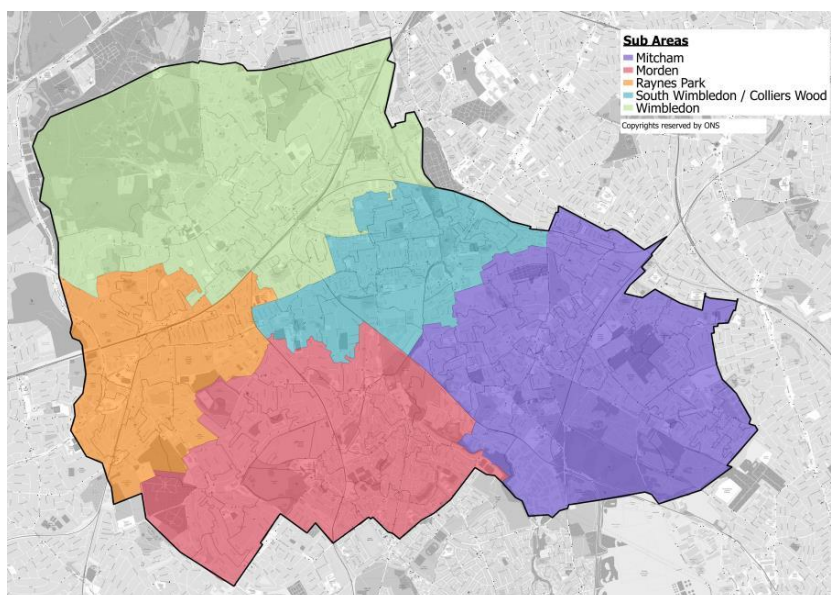 Sub Areas
Mitcham
Morden
Raynes Park
South Wimbledon / Colliers Wood
Wimbledon
Copyrights reserved by ONS